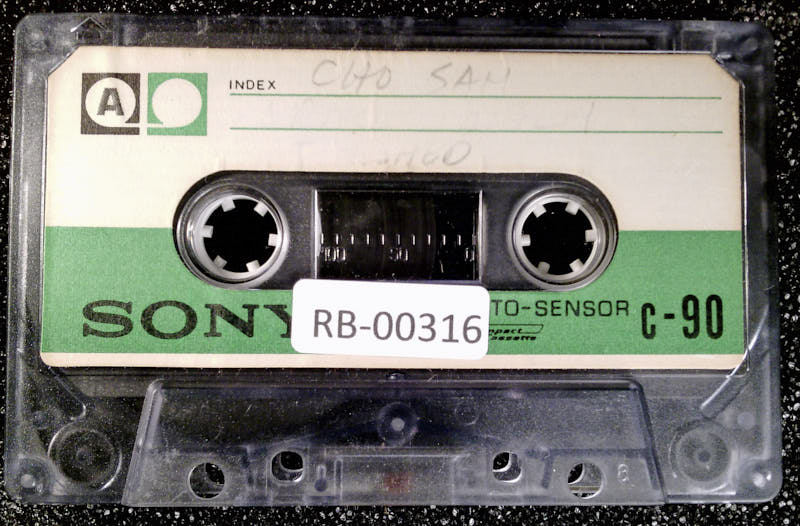 A
INDEX CHO SAN
100 50 0
SONY TO-SENSOR C-90
RB-00316